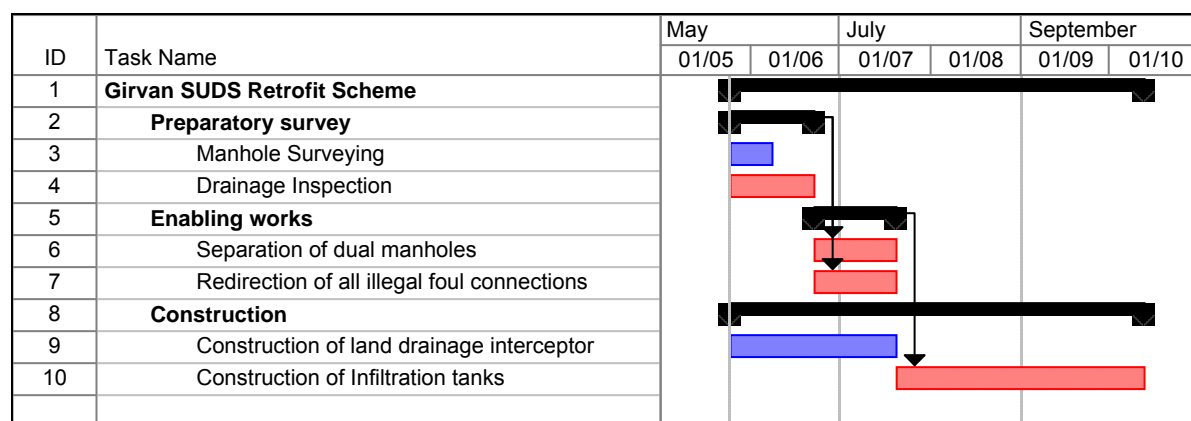 May July September
ID Task Name 01/05 01/06 01/07 01/08 01/09 01/10
1 Girvan SUDS Retrofit Scheme
2 Preparatory survey
3 Manhole Surveying
4 Drainage Inspection
5 Enabling works
6 Separation of dual manholes
7 Redirection of all illegal foul connections
8 Construction
9 Construction of land drainage interceptor
10 Construction of Infiltration tanks